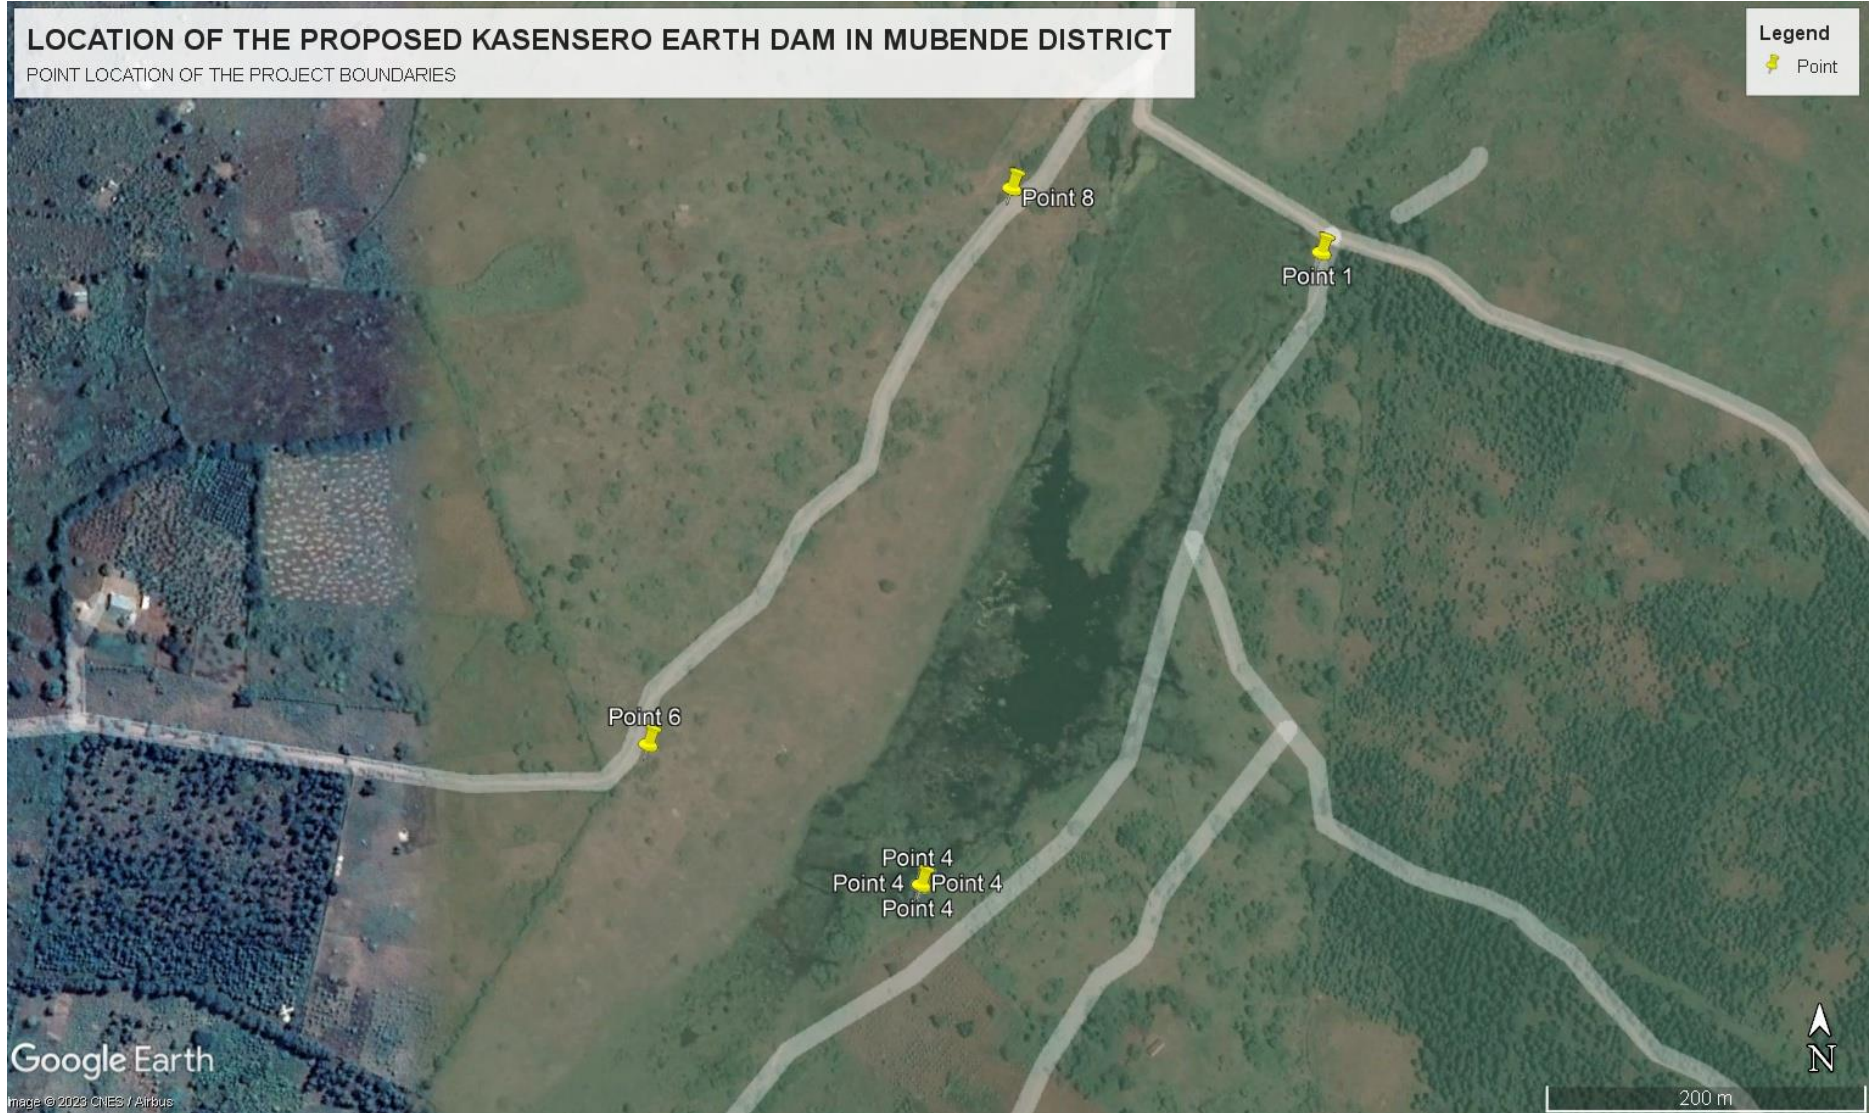 LOCATION OF THE PROPOSED KASENSERO EARTH DAM IN MUBENDE DISTRICT
POINT LOCATION OF THE PROJECT BOUNDARIES
Legend
Point
Point 8
Point 1
Point 6
Point 4
Point 4 Point 4
Point 4
N
Google Earth
Image © 2023 CNES / Airbus
200 m